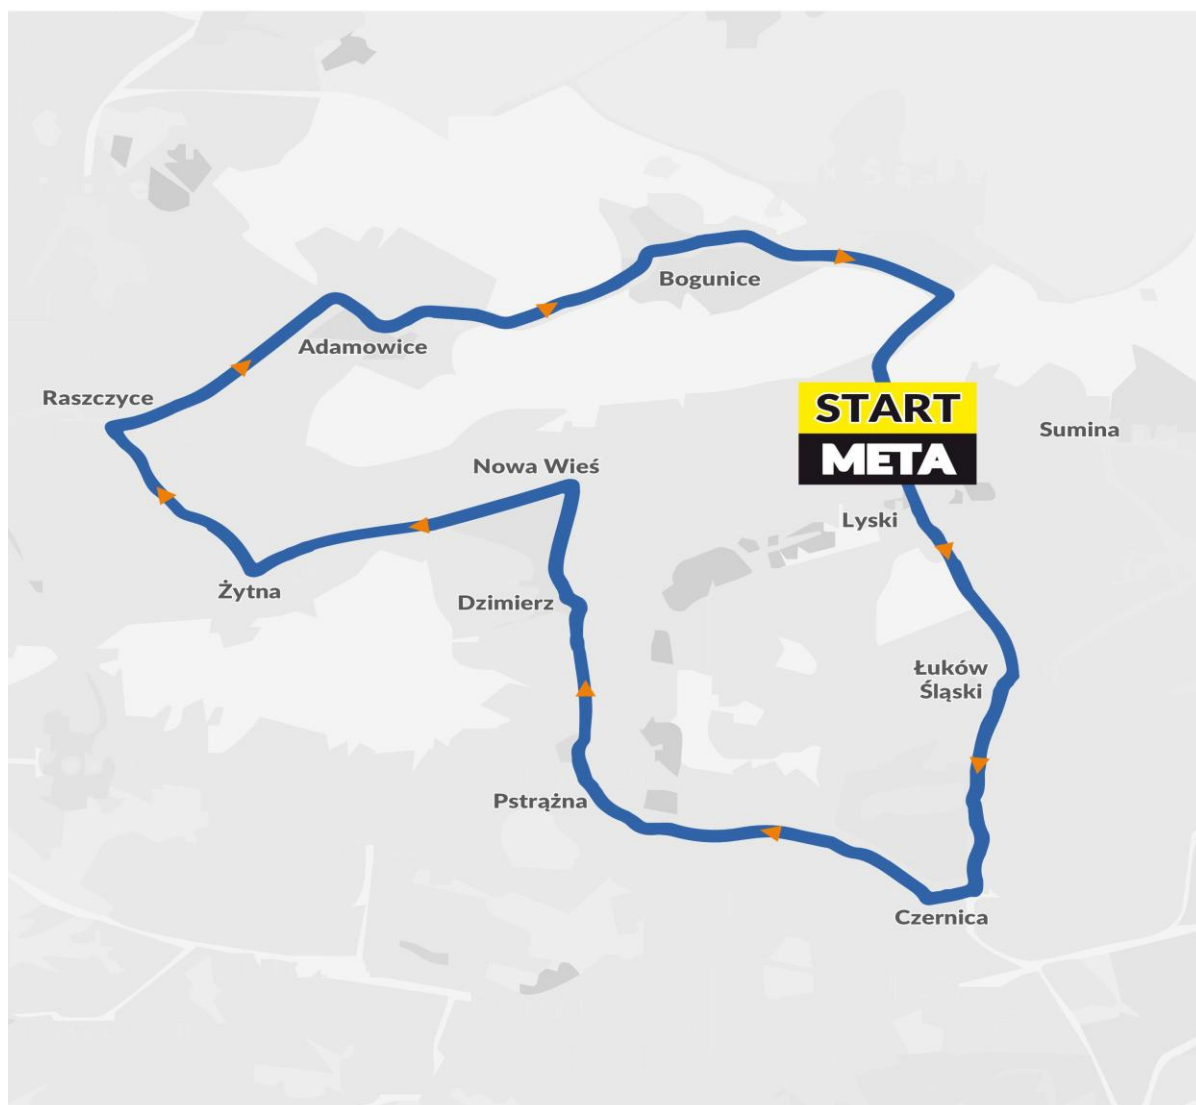 Bogunice
Adamowice
Raszczyce
START
META
Sumina
Nowa Wieś
Lyski
Żytna
Dzimierz
Łuków
Śląski
Pstrążna
Czernica